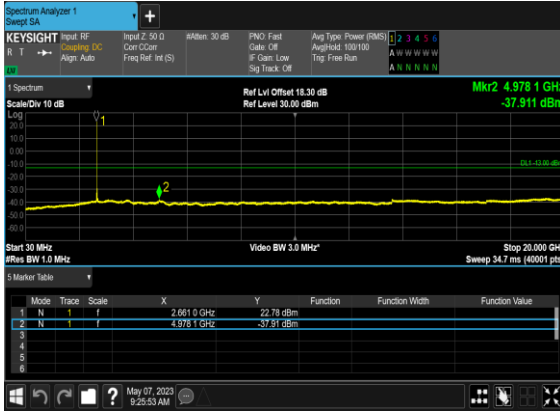 Spectrum Analyzer 1
Swept SA
+
KEYSIGHT
R T
Input: RF
Coupling: DC
Align: Auto
Input Z: 50 Ω
Corr CCorr
Freq Ref: Int (S)
#Atten: 30 dB
PNO: Fast
Gate: Off
IF Gain: Low
Sig Track: Off
Avg Type: Power (RMS)
Avg|Hold: 100/100
Trig: Free Run
1 2 3 4 5 6
A W W W W W
A N N N N N
1 Spectrum
Scale/Div 10 dB
Ref Lvl Offset 18.30 dB
Ref Level 30.00 dBm
Mkr2 4.978 1 GHz
-37.911 dBm
Log
20.0
10.0
0.00
-10.0
-20.0
-30.0
-40.0
-50.0
-60.0
1
2
DL1 -13.00 dBm
Start 30 MHz
#Res BW 1.0 MHz
Video BW 3.0 MHz*
Stop 20.000 GH
Sweep 34.7 ms (40001 pts
5 Marker Table
Mode Trace Scale X Y Function Function Width Function Value
1 N 1 f 2.661 0 GHz 22.78 dBm
2 N 1 f 4.978 1 GHz -37.91 dBm
3
4
5
6
?
May 07, 2023
9:25:53 AM